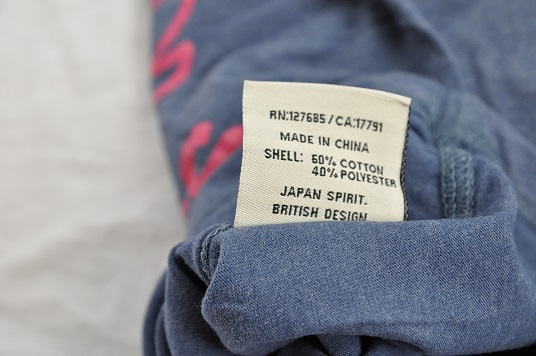 RN:127685/CA:17791
MADE IN CHINA
SHELL: 60% COTTON
40% POLYESTER
JAPAN SPIRIT.
BRITISH DESIGN